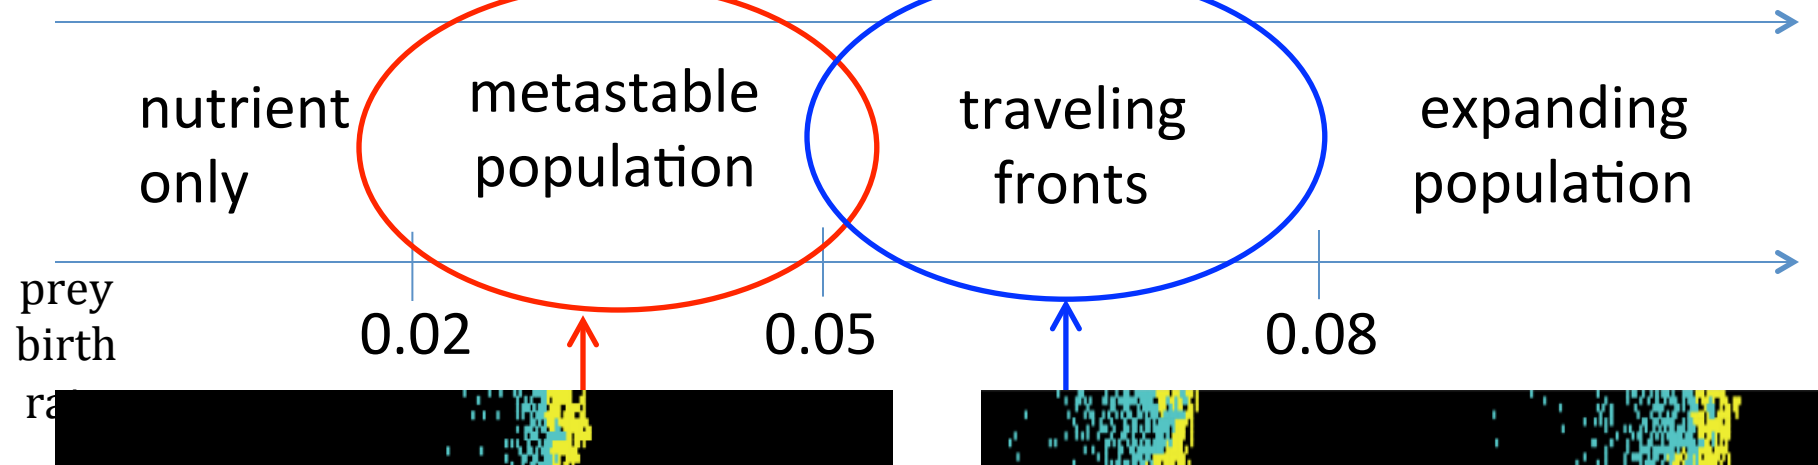 nutrient
only
metastable
population
traveling
fronts
expanding
population
prey
birth
0.02
0.05
0.08